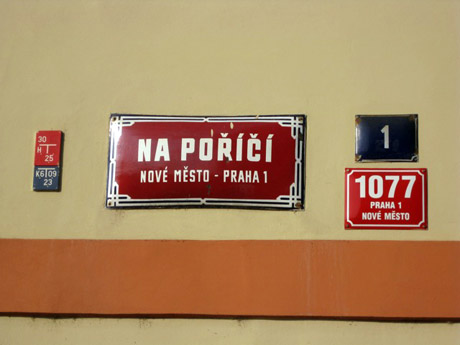 30
H
25
K6 09
23
NA POŘÍČÍ
NOVÉ MĚSTO - PRAHA 1
1
1077
PRAHA 1
NOVÉ MĚSTO